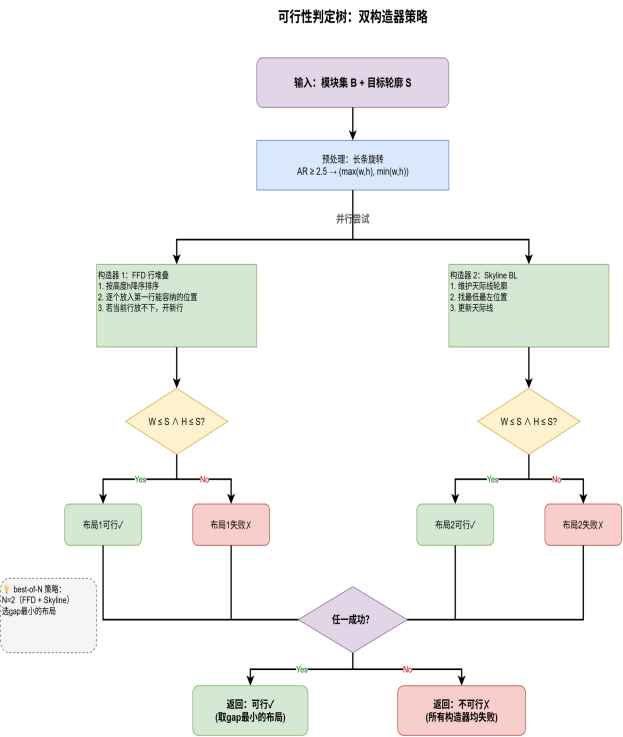 可行性判定树：双构造器策略
输入：模块集 B + 目标轮廓 S
预处理：长条旋转
AR ≥ 2.5 → (max(w,h), min(w,h))
并行尝试
构造器 1：FFD 行堆叠
1. 按高度h降序排序
2. 逐个放入第一行能容纳的位置
3. 若当前行放不下，开新行
构造器 2：Skyline BL
1. 维护天际线轮廓
2. 找最低最左位置
3. 更新天际线
W ≤ S ∧ H ≤ S?
W ≤ S ∧ H ≤ S?
Yes
No
Yes
No
布局1可行✓
布局1失败✗
布局2可行✓
布局2失败✗
💡 best-of-N 策略：
N=2（FFD + Skyline）
选gap最小的布局
任一成功?
Yes
No
返回：可行✓
(取gap最小的布局)
返回：不可行✗
(所有构造器均失败)